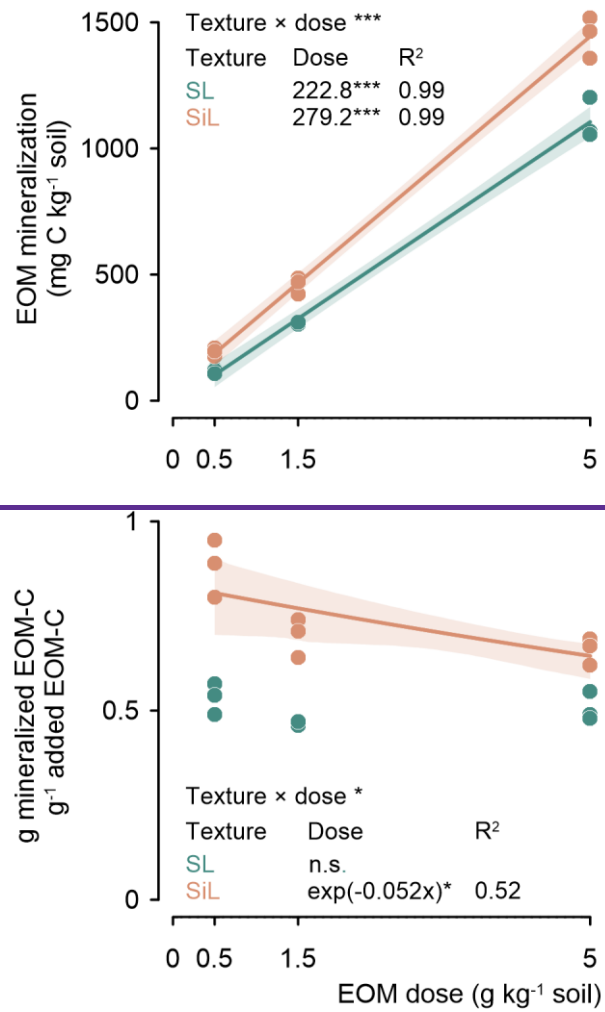 EOM mineralization
(mg C kg⁻¹ soil)
1500
1000
500
0
Texture × dose ***
Texture Dose R²
SL 222.8*** 0.99
SiL 279.2*** 0.99
0 0.5 1.5 5
g mineralized EOM-C
g⁻¹ added EOM-C
1
0.5
0
Texture × dose *
Texture Dose R²
SL n.s.
SiL exp(-0.052x)* 0.52
0 0.5 1.5 5
EOM dose (g kg⁻¹ soil)